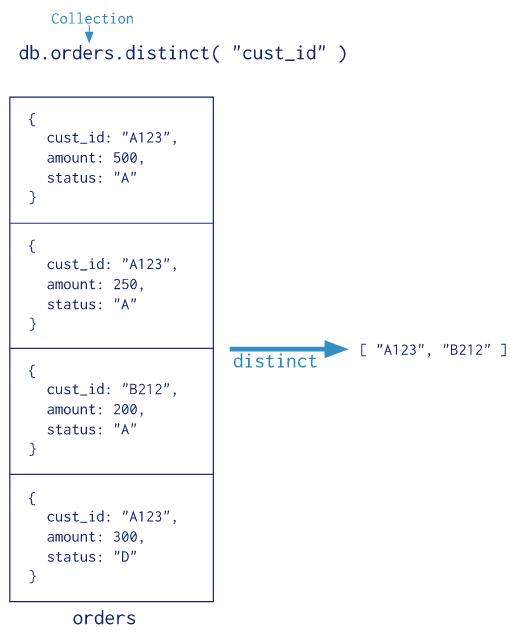 Collection
db.orders.distinct( "cust_id" )
{
cust_id: "A123",
amount: 500,
status: "A"
}
{
cust_id: "A123",
amount: 250,
status: "A"
}
{
cust_id: "B212",
amount: 200,
status: "A"
}
{
cust_id: "A123",
amount: 300,
status: "D"
}
orders
distinct
[ "A123", "B212" ]